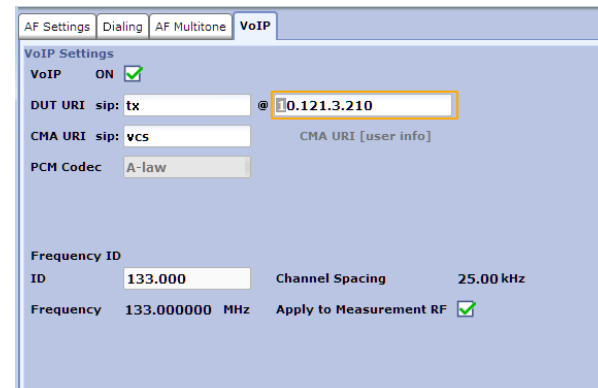 AF Settings Dialing AF Multitone VoIP
VoIP Settings
VoIP ON
DUT URI sip: tx @ 10.121.3.210
CMA URI sip: vcs CMA URI [user info]
PCM Codec A-law
Frequency ID
ID 133.000 Channel Spacing 25.00 kHz
Frequency 133.000000 MHz Apply to Measurement RF